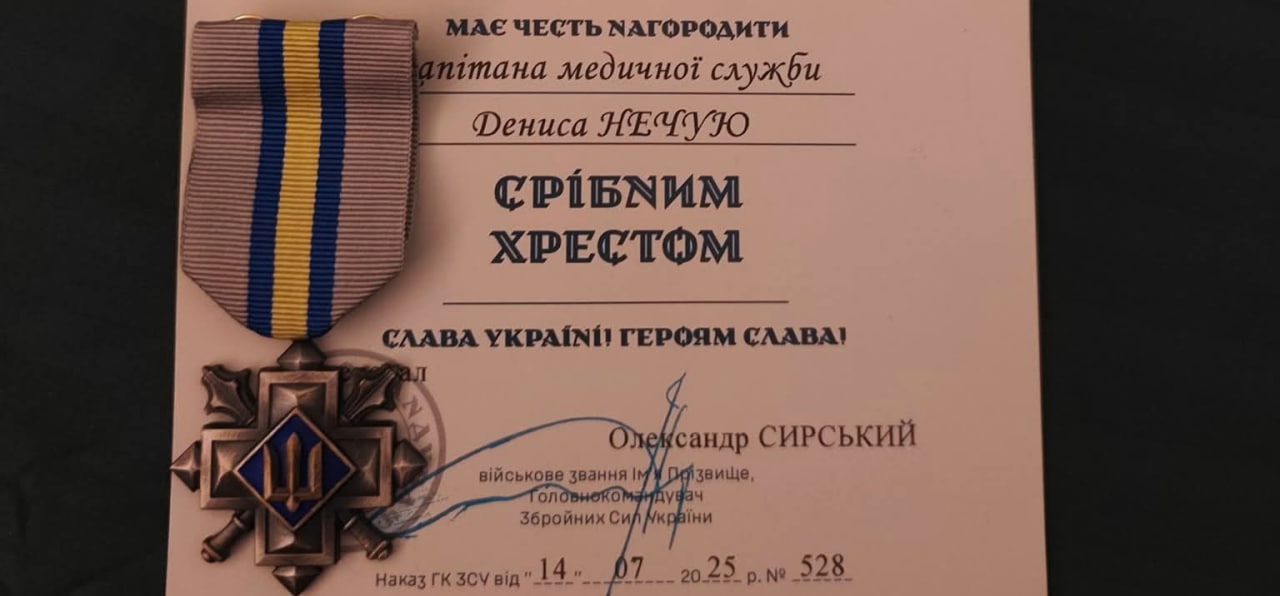 МАЄ ЧЕСТЬ НАГОРОДИТИ
апітана медичної служби
Дениса НЕЧУЮ
СРІБНИМ
ХРЕСТОМ
СЛАВА УКРАЇНІ! ГЕРОЯМ СЛАВА!
Олександр СИРСЬКИЙ
військове звання Ім'я Прізвище,
Головнокомандувач
Збройних Сил України
Наказ ГК ЗСУ від "14" 07 2025 р. № 528